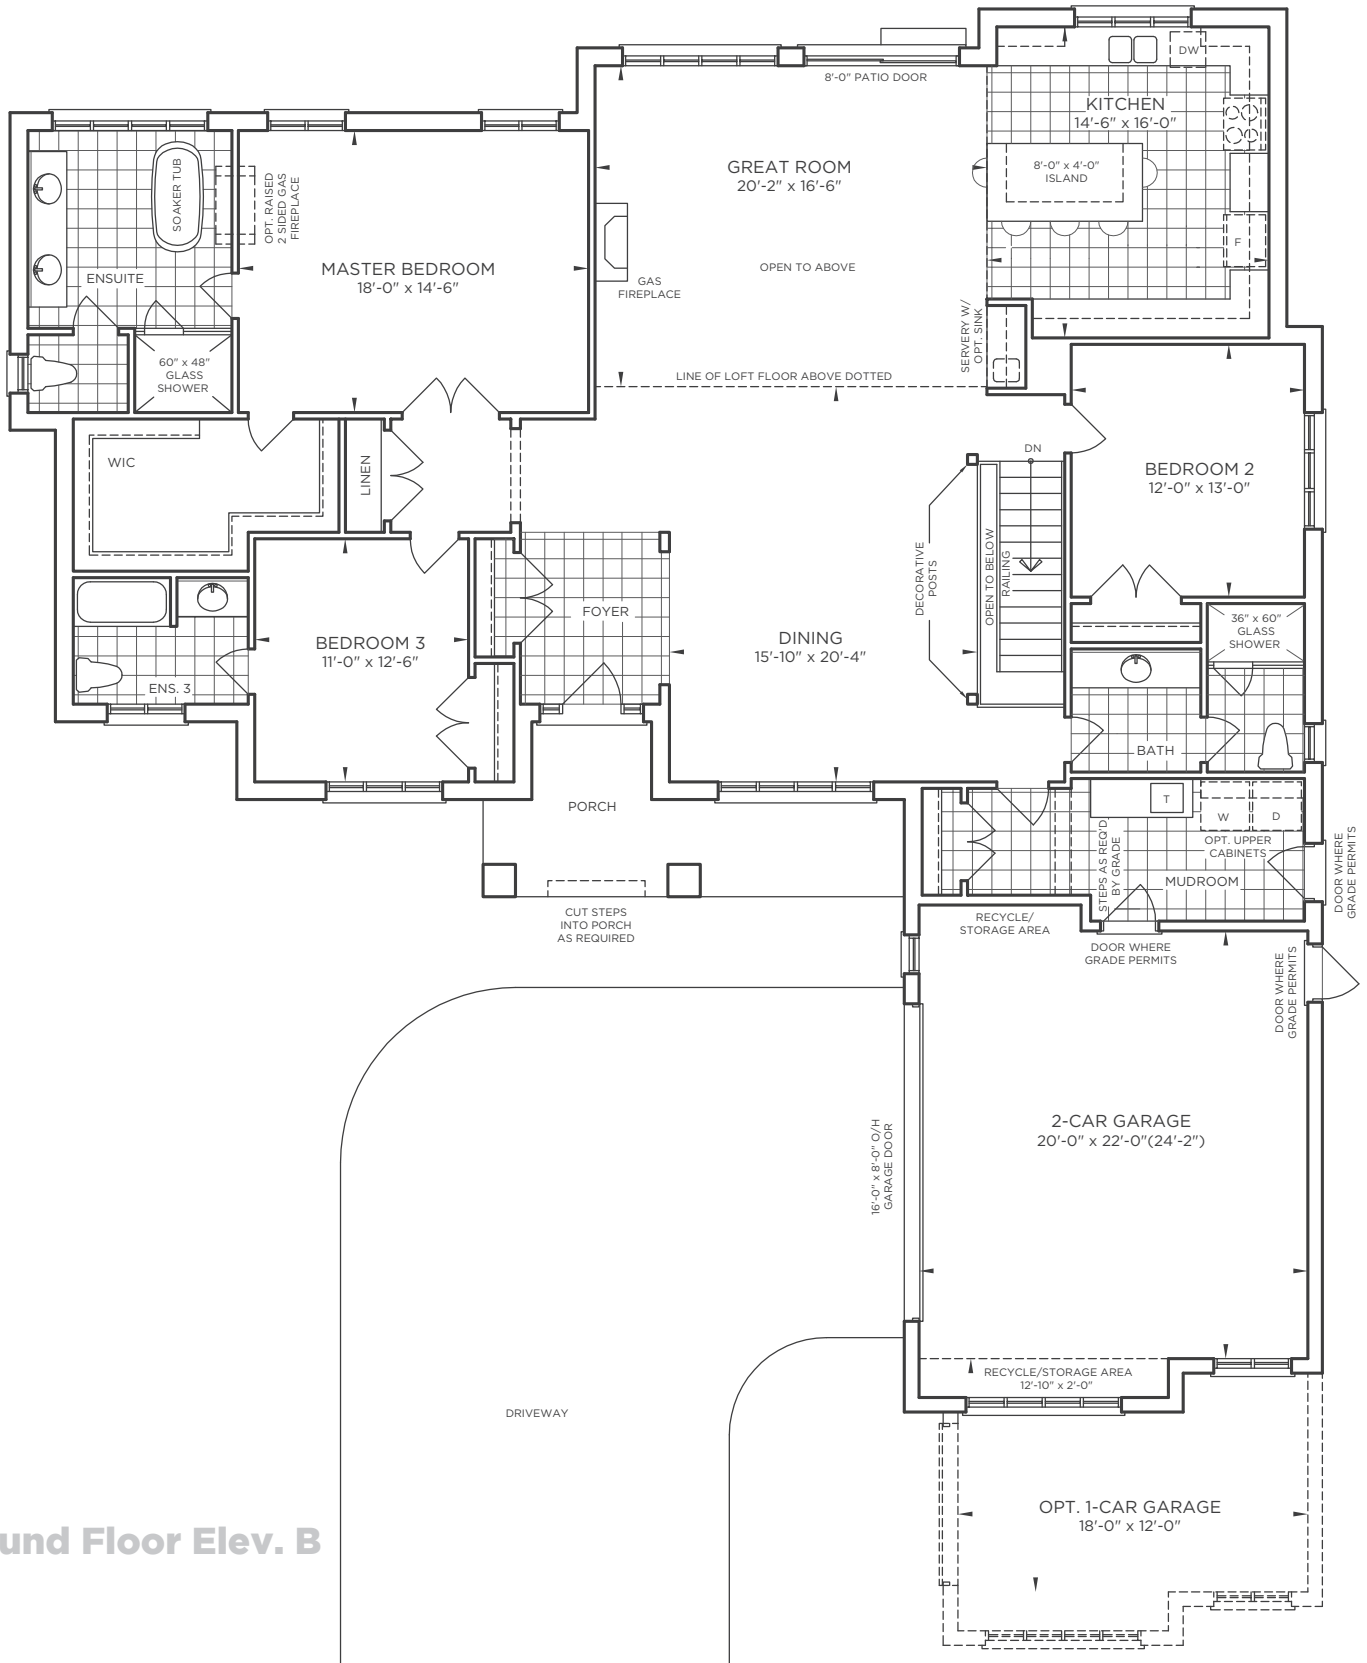 8'-0" PATIO DOOR
DW
KITCHEN
14'-6" x 16'-0"
8'-0" x 4'-0"
ISLAND
F
GREAT ROOM
20'-2" x 16'-6"
OPEN TO ABOVE
GAS
FIREPLACE
SERVERY W/
OPT. SINK
LINE OF LOFT FLOOR ABOVE DOTTED
SOAKER TUB
OPT. RAISED
2 SIDED GAS
FIREPLACE
ENSUITE
MASTER BEDROOM
18'-0" x 14'-6"
60" x 48"
GLASS
SHOWER
WIC
LINEN
DN
BEDROOM 2
12'-0" x 13'-0"
DECORATIVE
POSTS
OPEN TO BELOW
RAILING
FOYER
BEDROOM 3
11'-0" x 12'-6"
DINING
15'-10" x 20'-4"
36" x 60"
GLASS
SHOWER
ENS. 3
BATH
PORCH
T
W
D
OPT. UPPER
CABINETS
STEPS AS REQ'D
BY GRADE
MUDROOM
DOOR WHERE
GRADE PERMITS
CUT STEPS
INTO PORCH
AS REQUIRED
RECYCLE/
STORAGE AREA
DOOR WHERE
GRADE PERMITS
DOOR WHERE
GRADE PERMITS
2-CAR GARAGE
20'-0" x 22'-0"(24'-2")
16'-0" x 8'-0" O/H
GARAGE DOOR
RECYCLE/STORAGE AREA
12'-10" x 2'-0"
DRIVEWAY
OPT. 1-CAR GARAGE
18'-0" x 12'-0"
und Floor Elev. B